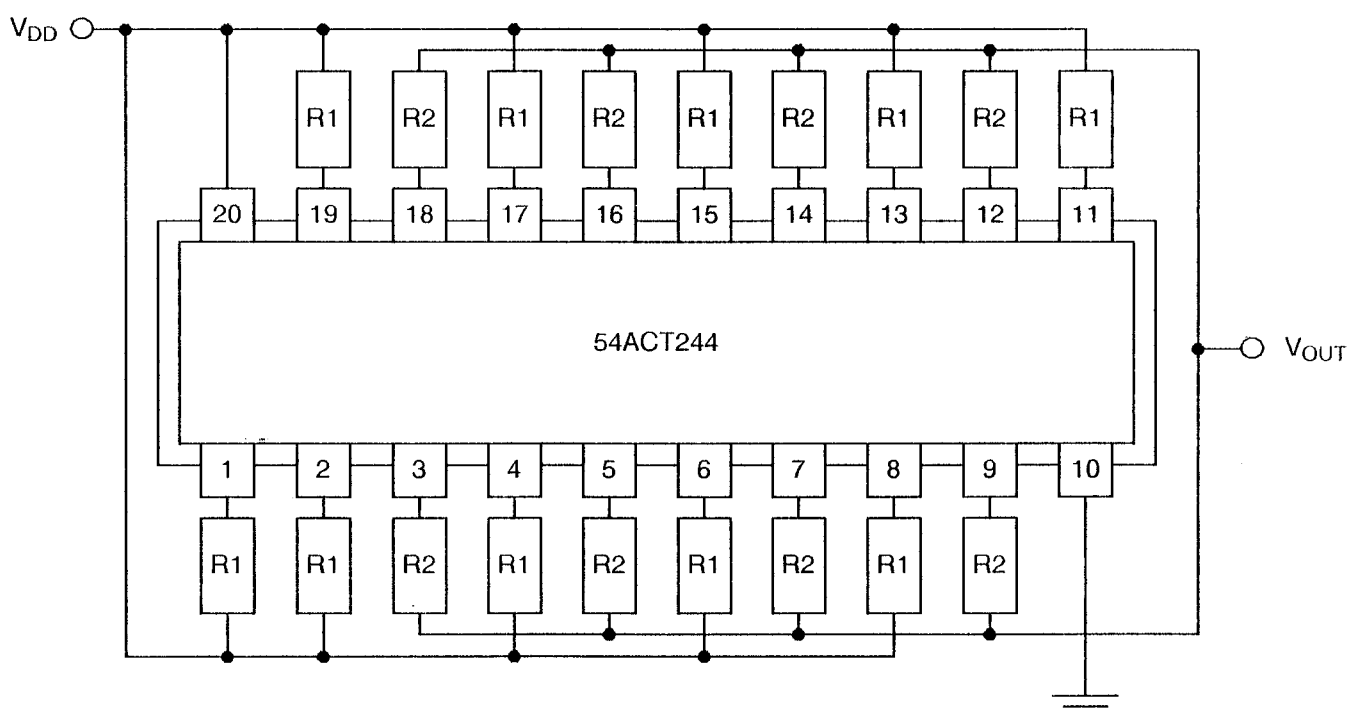 V_DD
R1 R2 R1 R2 R1 R2 R1 R2 R1
20 19 18 17 16 15 14 13 12 11
54ACT244
V_OUT
1 2 3 4 5 6 7 8 9 10
R1 R1 R2 R1 R2 R1 R2 R1 R2